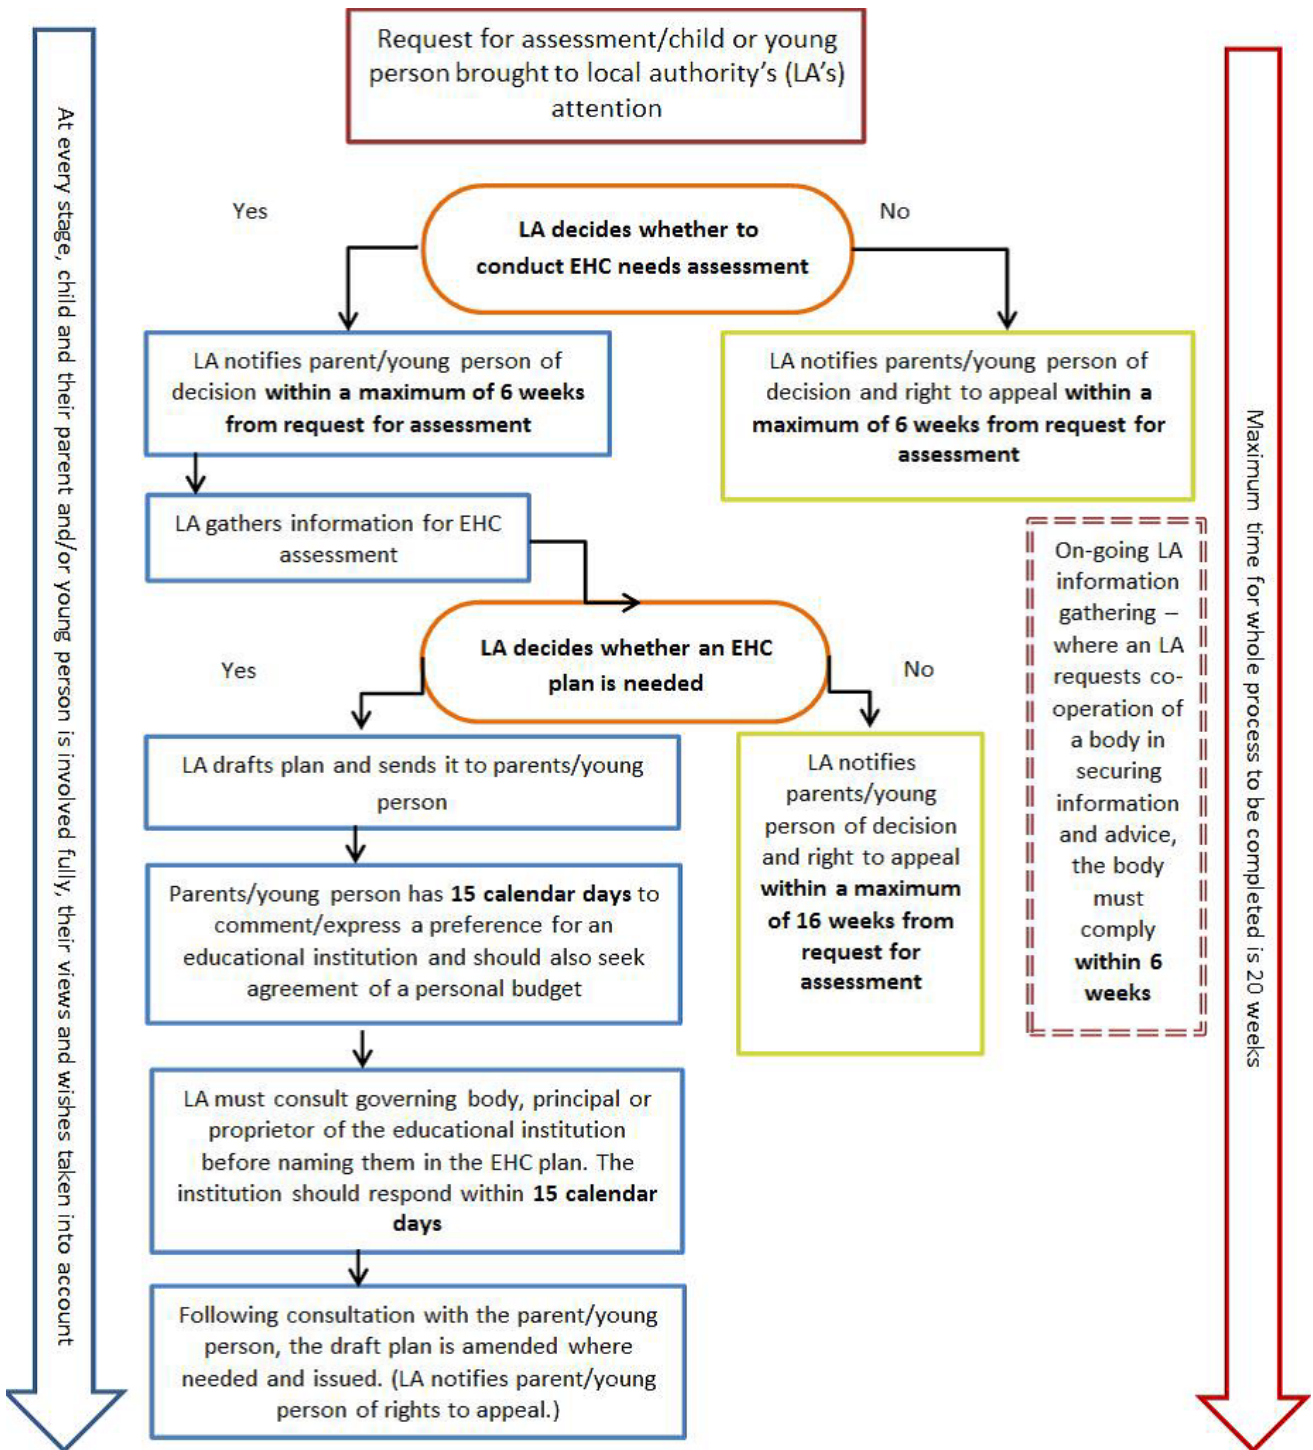 Request for assessment/child or young
person brought to local authority's (LA's)
attention
Yes
No
LA decides whether to
conduct EHC needs assessment
LA notifies parent/young person of
decision within a maximum of 6 weeks
from request for assessment
LA notifies parents/young person of
decision and right to appeal within a
maximum of 6 weeks from request for
assessment
LA gathers information for EHC
assessment
On-going LA
information
gathering –
where an LA
requests co-
operation of
a body in
securing
information
and advice,
the body
must
comply
within 6
weeks
LA decides whether an EHC
plan is needed
Yes
No
LA drafts plan and sends it to parents/young
person
LA notifies
parents/young
person of decision
and right to appeal
within a maximum
of 16 weeks from
request for
assessment
Parents/young person has 15 calendar days to
comment/express a preference for an
educational institution and should also seek
agreement of a personal budget
LA must consult governing body, principal or
proprietor of the educational institution
before naming them in the EHC plan. The
institution should respond within 15 calendar
days
Following consultation with the parent/young
person, the draft plan is amended where
needed and issued. (LA notifies parent/young
person of rights to appeal.)
At every stage, child and their parent and/or young person is involved fully, their views and wishes taken into account
Maximum time for whole process to be completed is 20 weeks